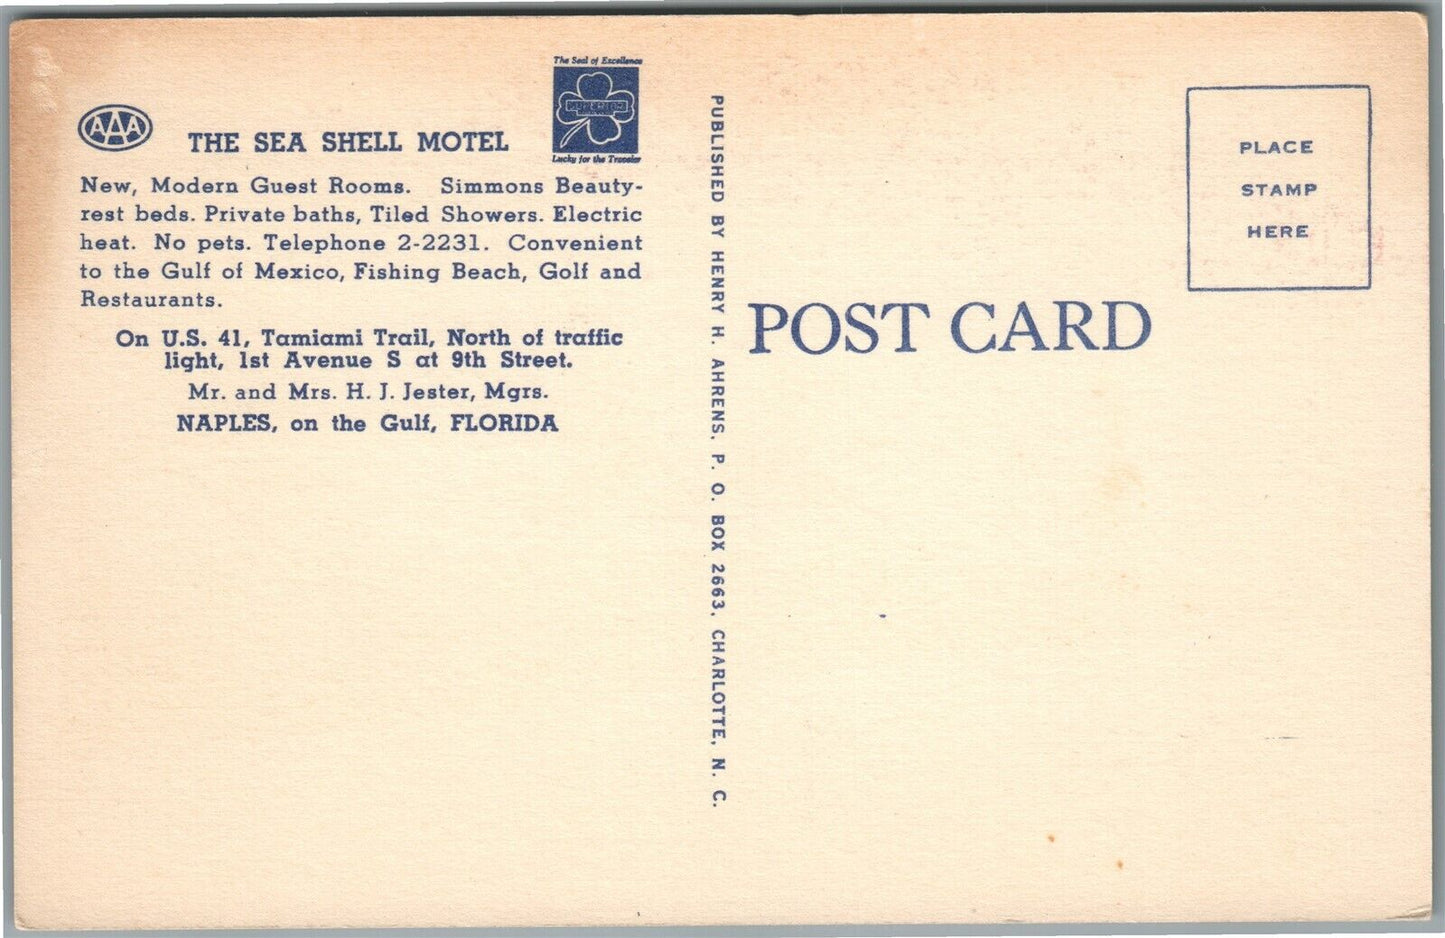 The Seal of Excellence
AAA
SUPERIOR
THE SEA SHELL MOTEL
Lucky for the Traveler
New, Modern Guest Rooms. Simmons Beauty-
rest beds. Private baths, Tiled Showers. Electric
heat. No pets. Telephone 2-2231. Convenient
to the Gulf of Mexico, Fishing Beach, Golf and
Restaurants.
On U.S. 41, Tamiami Trail, North of traffic
light, 1st Avenue S at 9th Street.
Mr. and Mrs. H. J. Jester, Mgrs.
NAPLES, on the Gulf, FLORIDA
PUBLISHED BY HENRY H. AHRENS, P. O. BOX 2663, CHARLOTTE, N. C.
POST CARD
PLACE
STAMP
HERE